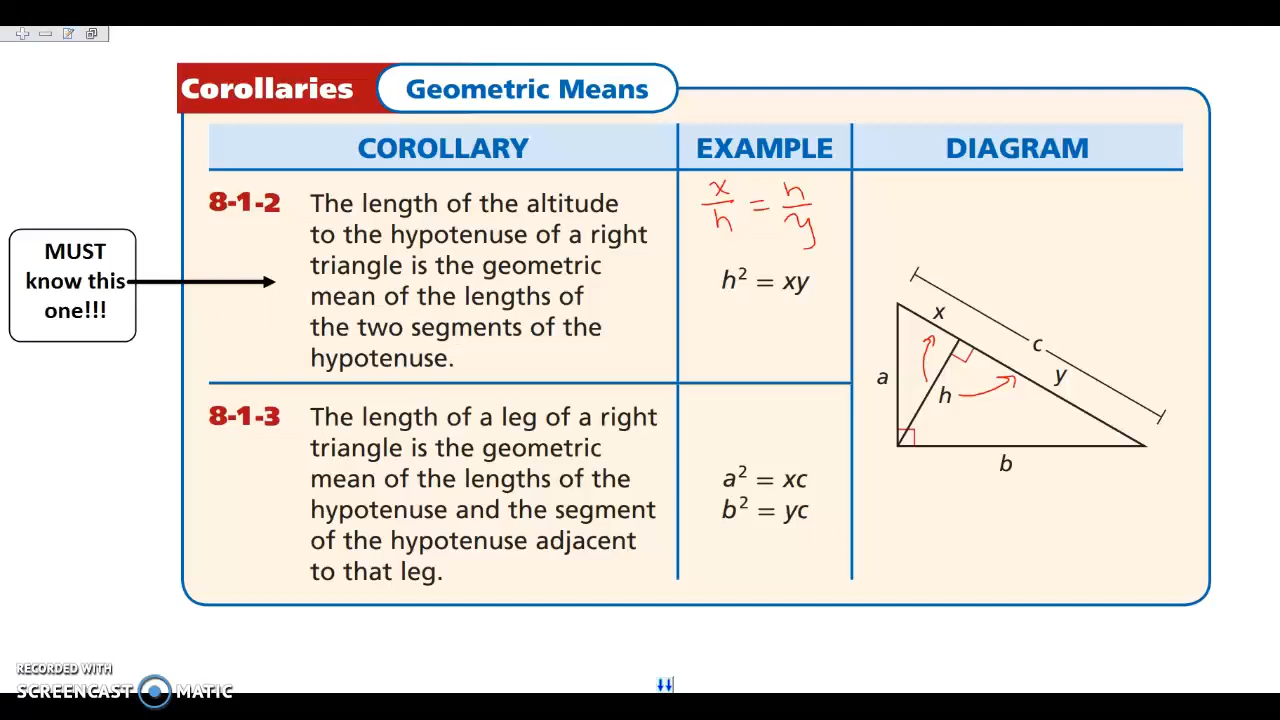 Corollaries Geometric Means
COROLLARY EXAMPLE DIAGRAM
8-1-2 The length of the altitude
to the hypotenuse of a right
triangle is the geometric
mean of the lengths of
the two segments of the
hypotenuse.
x/h = h/y
h² = xy
MUST
know this
one!!!
8-1-3 The length of a leg of a right
triangle is the geometric
mean of the lengths of the
hypotenuse and the segment
of the hypotenuse adjacent
to that leg.
a² = xc
b² = yc
x
c
y
a
h
b
RECORDED WITH
SCREENCAST MATIC